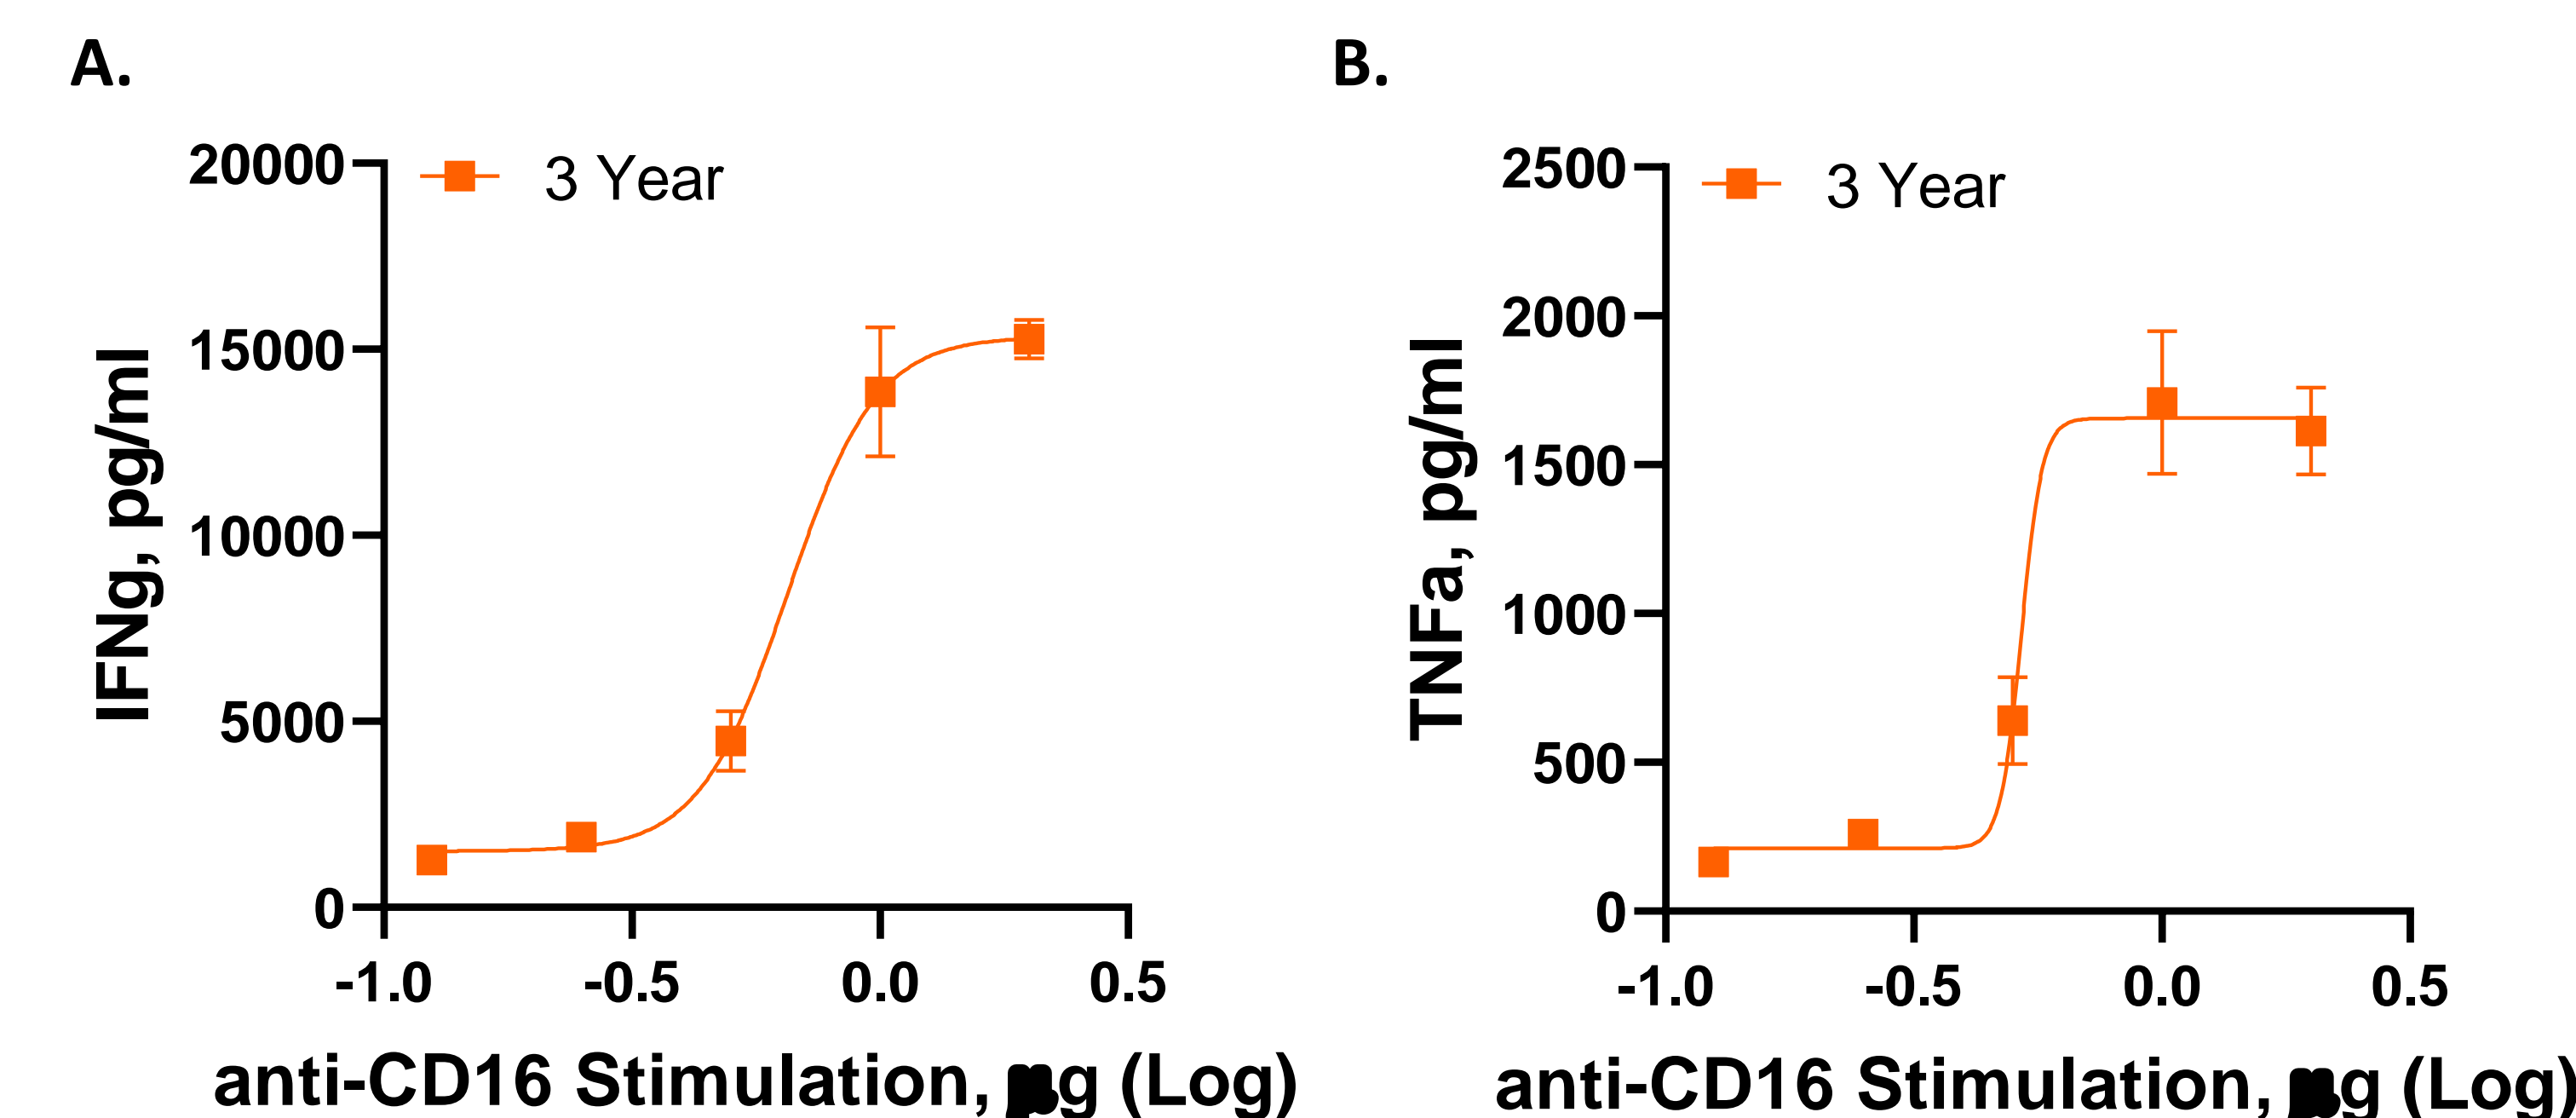 A.
20000
15000
10000
5000
0
-1.0 -0.5 0.0 0.5
3 Year
IFNg, pg/ml
anti-CD16 Stimulation, µg (Log)
B.
2500
2000
1500
1000
500
0
-1.0 -0.5 0.0 0.5
3 Year
TNFa, pg/ml
anti-CD16 Stimulation, µg (Log)